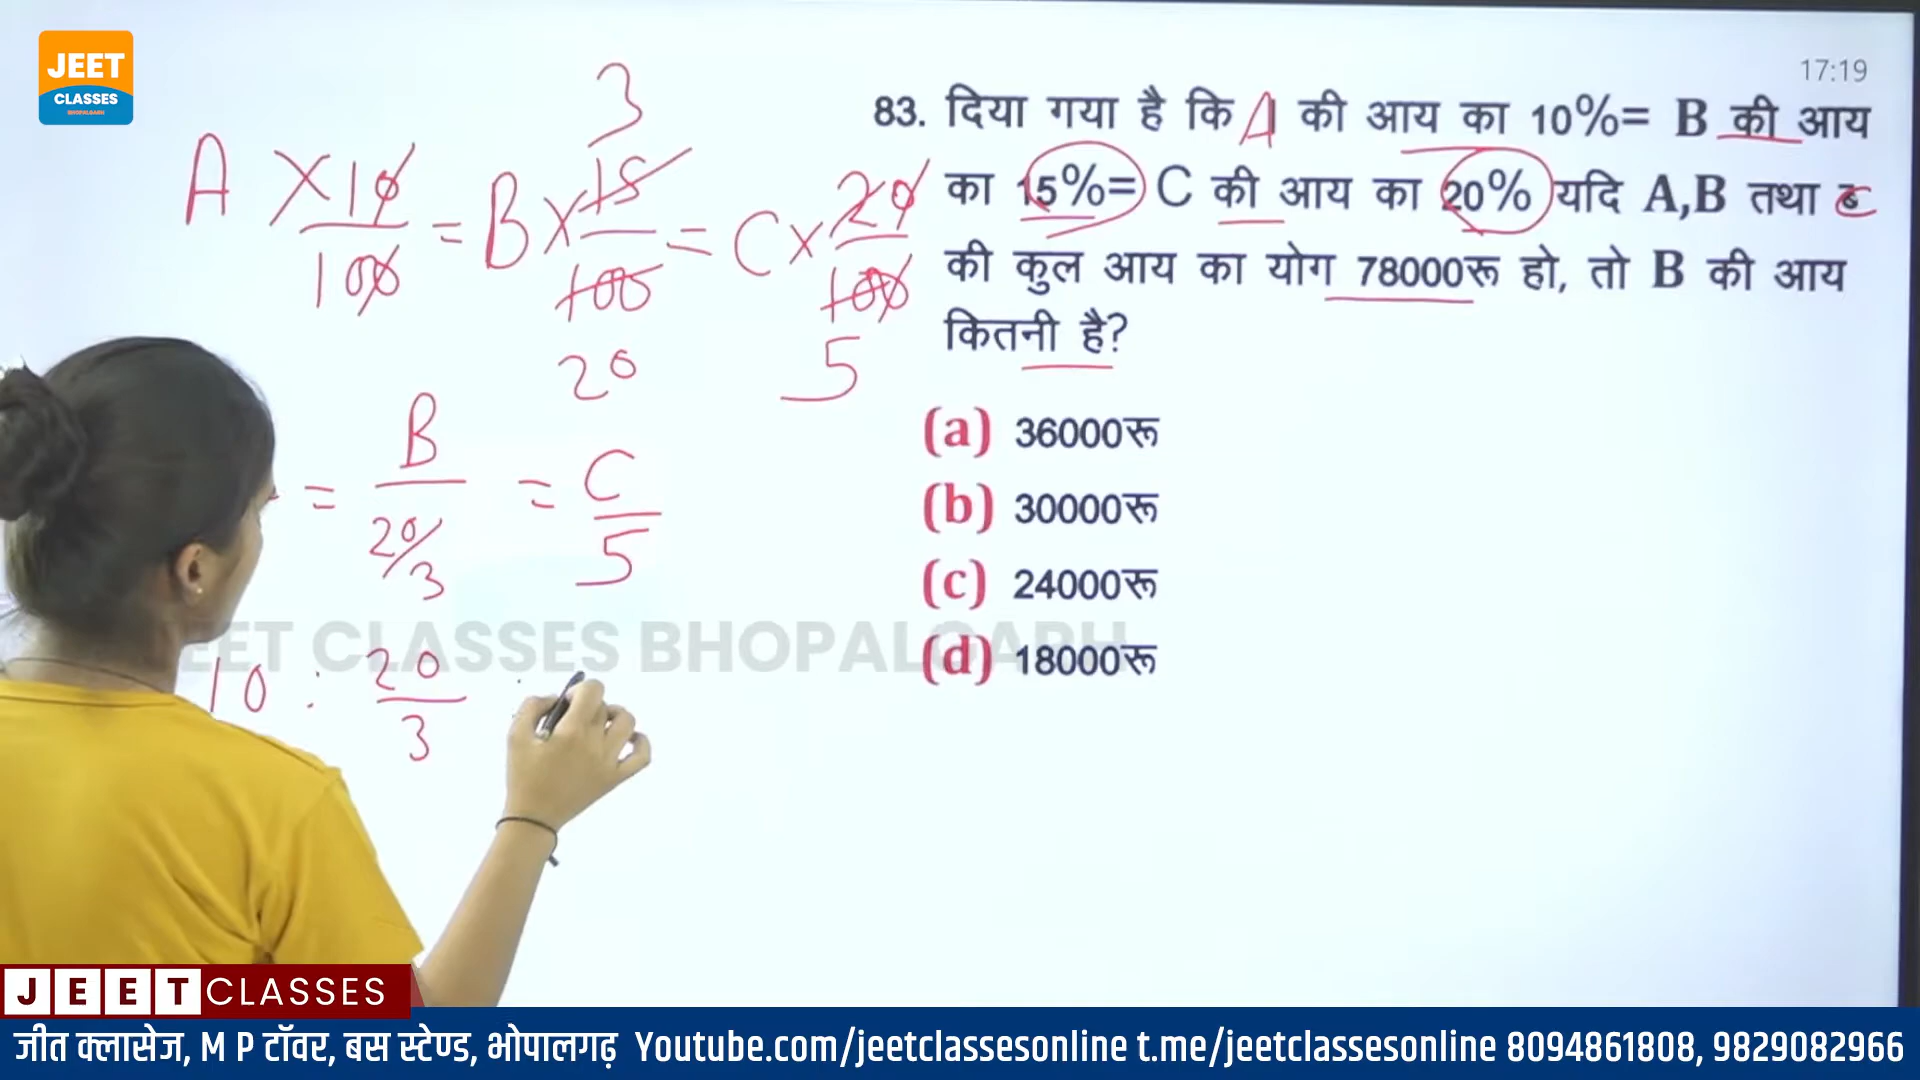 JEET
CLASSES
17:19
83. दिया गया है कि A की आय का 10%= B की आय
का 15%= C की आय का 20% यदि A,B तथा C
की कुल आय का योग 78000रू हो, तो B की आय
कितनी है?
(a) 36000रू
(b) 30000रू
(c) 24000रू
(d) 18000रू
3
A × 10/100 = B × 15/100 = C × 20/100
20 5
= B/20/3 = C/5
10 : 20/3 :
JEET CLASSES BHOPALGARH
JEET CLASSES
जीत क्लासेज, M P टॉवर, बस स्टेण्ड, भोपालगढ़ Youtube.com/jeetclassesonline t.me/jeetclassesonline 8094861808, 9829082966